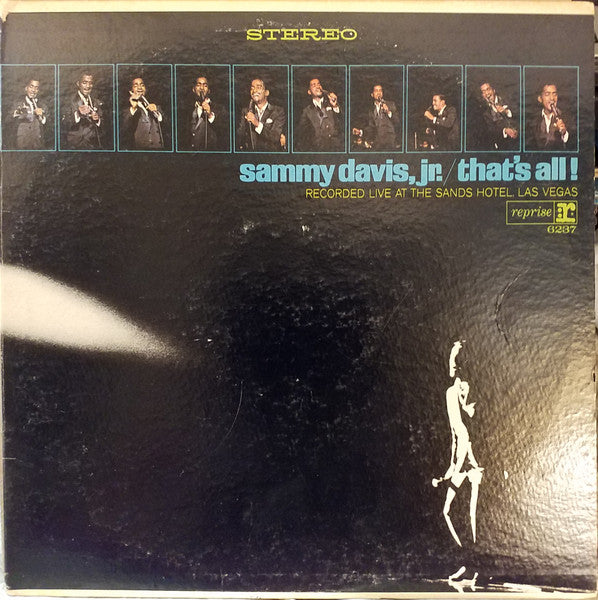 STEREO
sammy davis, jr. / that's all!
RECORDED LIVE AT THE SANDS HOTEL, LAS VEGAS
reprise r:
6237